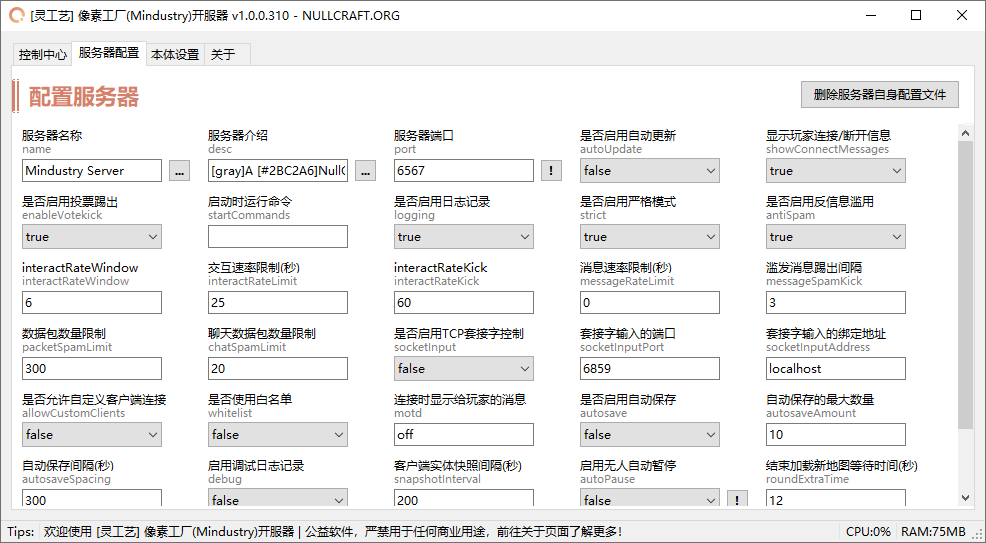 [灵工艺] 像素工厂(Mindustry)开服器 v1.0.0.310 - NULLCRAFT.ORG
控制中心 服务器配置 本体设置 关于
配置服务器 删除服务器自身配置文件
服务器名称 服务器介绍 服务器端口 是否启用自动更新 显示玩家连接/断开信息
name desc port autoUpdate showConnectMessages
Mindustry Server ... [gray]A [#2BC2A6]Null ... 6567 ! false true
是否启用投票踢出 启动时运行命令 是否启用日志记录 是否启用严格模式 是否启用反信息滥用
enableVotekick startCommands logging strict antiSpam
true true true true
interactRateWindow 交互速率限制(秒) interactRateKick 消息速率限制(秒) 滥发消息踢出间隔
interactRateWindow interactRateLimit interactRateKick messageRateLimit messageSpamKick
6 25 60 0 3
数据包数量限制 聊天数据包数量限制 是否启用TCP套接字控制 套接字输入的端口 套接字输入的绑定地址
packetSpamLimit chatSpamLimit socketInput socketInputPort socketInputAddress
300 20 false 6859 localhost
是否允许自定义客户端连接 是否使用白名单 连接时显示给玩家的消息 是否启用自动保存 自动保存的最大数量
allowCustomClients whitelist motd autosave autosaveAmount
false false off false 10
自动保存间隔(秒) 启用调试日志记录 客户端实体快照间隔(秒) 启用无人自动暂停 结束加载新地图等待时间(秒)
autosaveSpacing debug snapshotInterval autoPause roundExtraTime
300 false 200 false ! 12
Tips: 欢迎使用 [灵工艺] 像素工厂(Mindustry)开服器 | 公益软件，严禁用于任何商业用途，前往关于页面了解更多! CPU:0% RAM:75MB